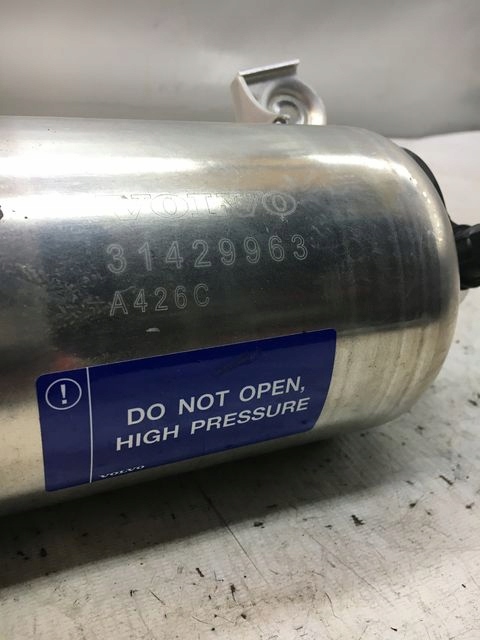 VOLVO
31429963
A426C
!
DO NOT OPEN,
HIGH PRESSURE
VOLVO